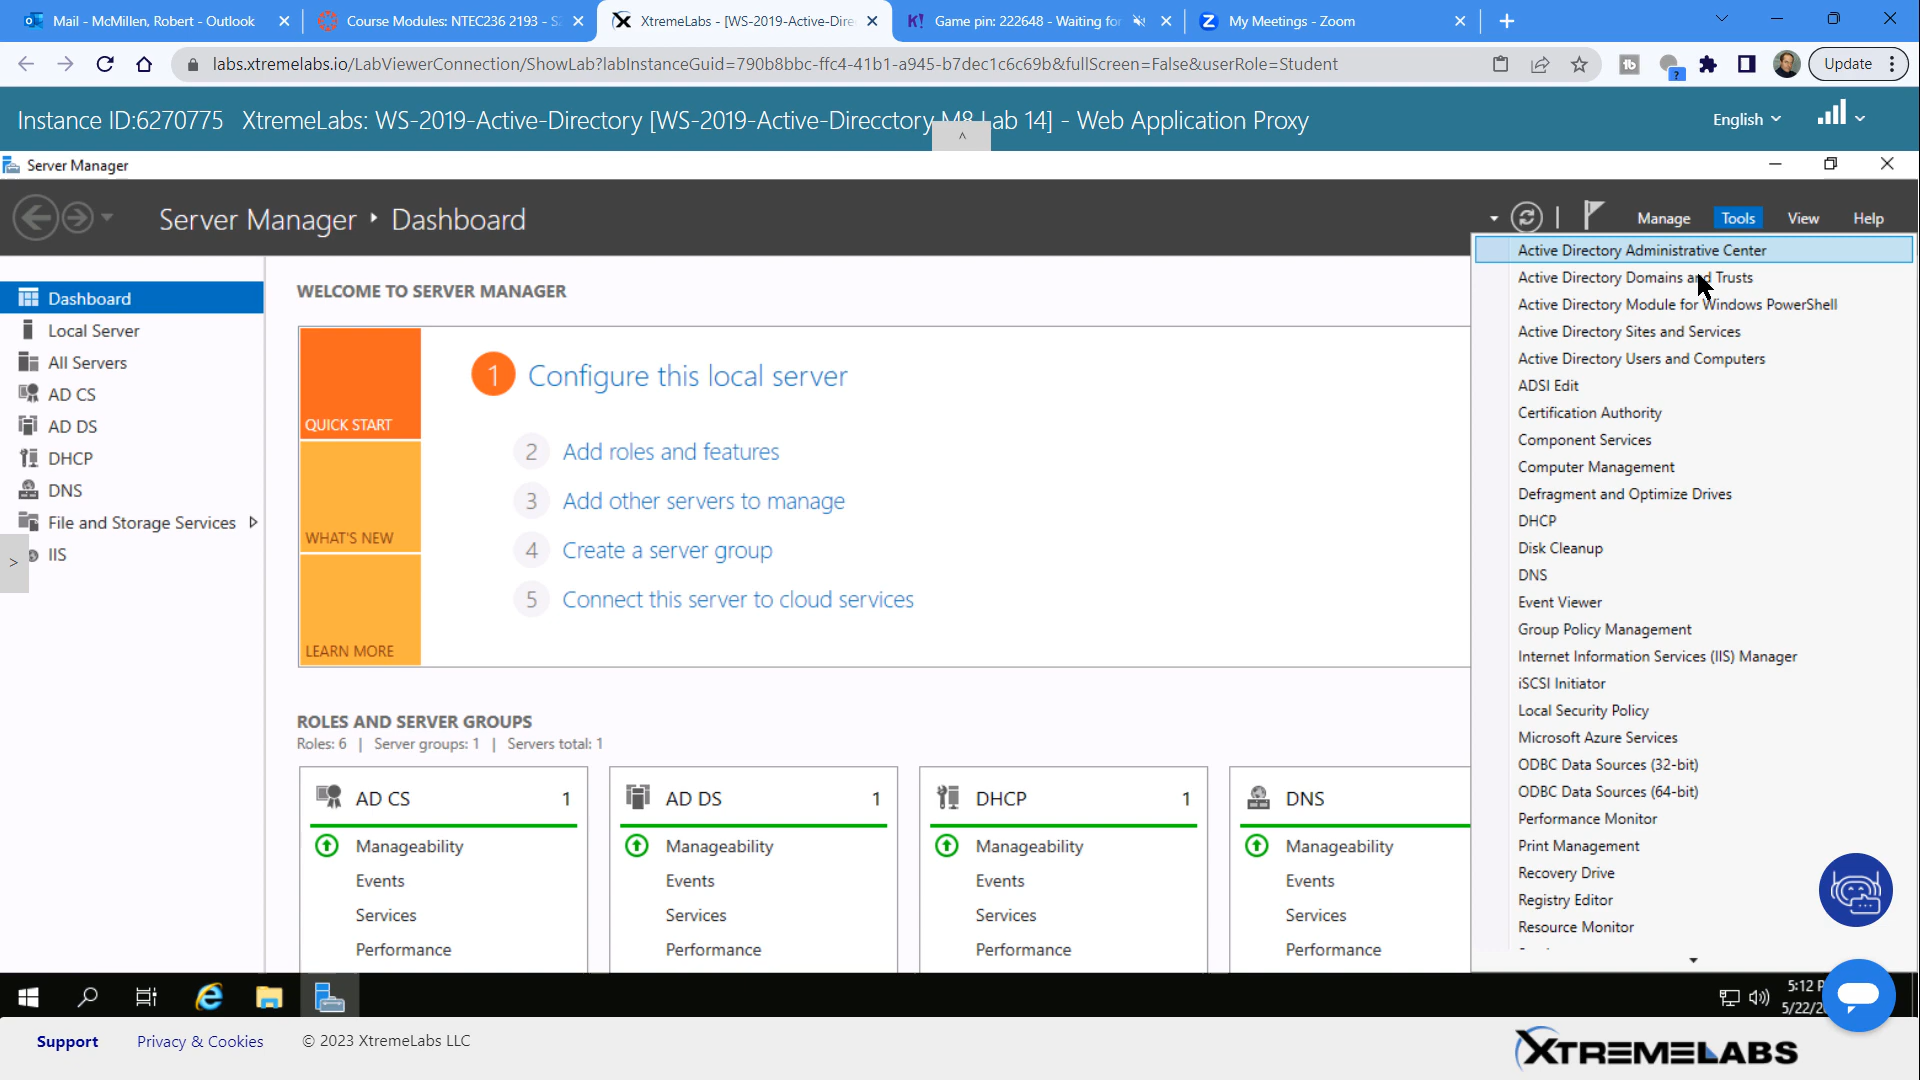 Mail - McMillen, Robert - Outlook
Course Modules: NTEC236 2193 - S
XtremeLabs - [WS-2019-Active-Dire
K! Game pin: 222648 - Waiting for
Z My Meetings - Zoom
labs.xtremelabs.io/LabViewerConnection/ShowLab?labInstanceGuid=790b8bbc-ffc4-41b1-a945-b7dec1c6c69b&fullScreen=False&userRole=Student
Update
Instance ID:6270775 XtremeLabs: WS-2019-Active-Directory [WS-2019-Active-Direcctory M8 Lab 14] - Web Application Proxy
English
Server Manager
Server Manager Dashboard
Manage Tools View Help
Dashboard
Local Server
All Servers
AD CS
AD DS
DHCP
DNS
File and Storage Services
IIS
WELCOME TO SERVER MANAGER
QUICK START
WHAT'S NEW
LEARN MORE
1 Configure this local server
2 Add roles and features
3 Add other servers to manage
4 Create a server group
5 Connect this server to cloud services
ROLES AND SERVER GROUPS
Roles: 6 | Server groups: 1 | Servers total: 1
AD CS 1
Manageability
Events
Services
Performance
AD DS 1
Manageability
Events
Services
Performance
DHCP 1
Manageability
Events
Services
Performance
DNS
Manageability
Events
Services
Performance
Active Directory Administrative Center
Active Directory Domains and Trusts
Active Directory Module for Windows PowerShell
Active Directory Sites and Services
Active Directory Users and Computers
ADSI Edit
Certification Authority
Component Services
Computer Management
Defragment and Optimize Drives
DHCP
Disk Cleanup
DNS
Event Viewer
Group Policy Management
Internet Information Services (IIS) Manager
iSCSI Initiator
Local Security Policy
Microsoft Azure Services
ODBC Data Sources (32-bit)
ODBC Data Sources (64-bit)
Performance Monitor
Print Management
Recovery Drive
Registry Editor
Resource Monitor
5:12 P
5/22/2
Support Privacy & Cookies © 2023 XtremeLabs LLC
XTREMELABS